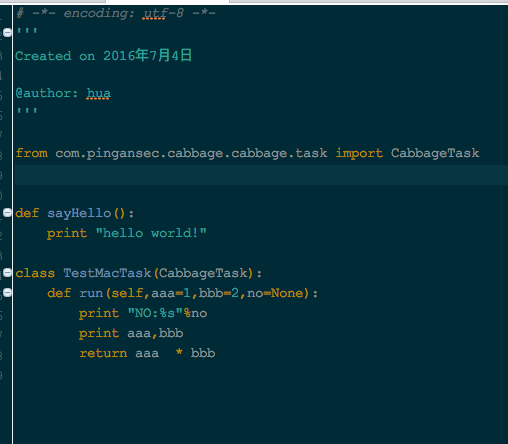 # -*- encoding: utf-8 -*-
'''
Created on 2016年7月4日

@author: hua
'''

from com.pingansec.cabbage.cabbage.task import CabbageTask


def sayHello():
    print "hello world!"

class TestMacTask(CabbageTask):
    def run(self,aaa=1,bbb=2,no=None):
        print "NO:%s"%no
        print aaa,bbb
        return aaa  * bbb